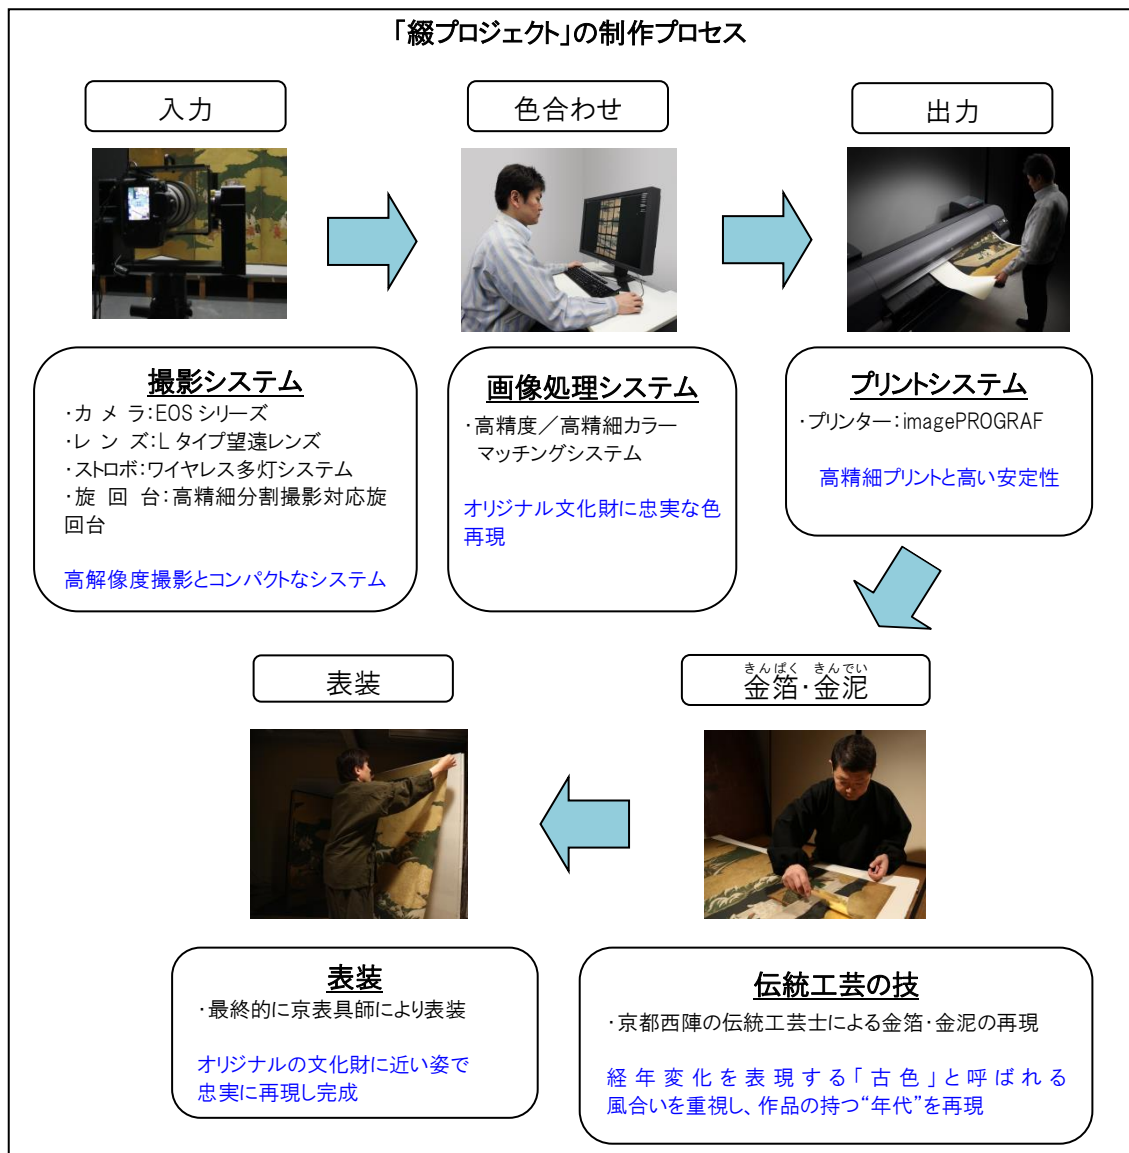 「綴プロジェクト」の制作プロセス
入力
色合わせ
出力
撮影システム
・カ メ ラ:EOS シリーズ
・レ ン ズ:L タイプ望遠レンズ
・ストロボ:ワイヤレス多灯システム
・旋 回 台:高精細分割撮影対応旋
回台
高解像度撮影とコンパクトなシステム
画像処理システム
・高精度／高精細カラー
マッチングシステム
オリジナル文化財に忠実な色
再現
プリントシステム
・プリンター:imagePROGRAF
高精細プリントと高い安定性
きんぱく きんでい
金箔・金泥
表装
伝統工芸の技
・京都西陣の伝統工芸士による金箔・金泥の再現
経年変化を表現する「古色」と呼ばれる
風合いを重視し、作品の持つ“年代”を再現
表装
・最終的に京表具師により表装
オリジナルの文化財に近い姿で
忠実に再現し完成